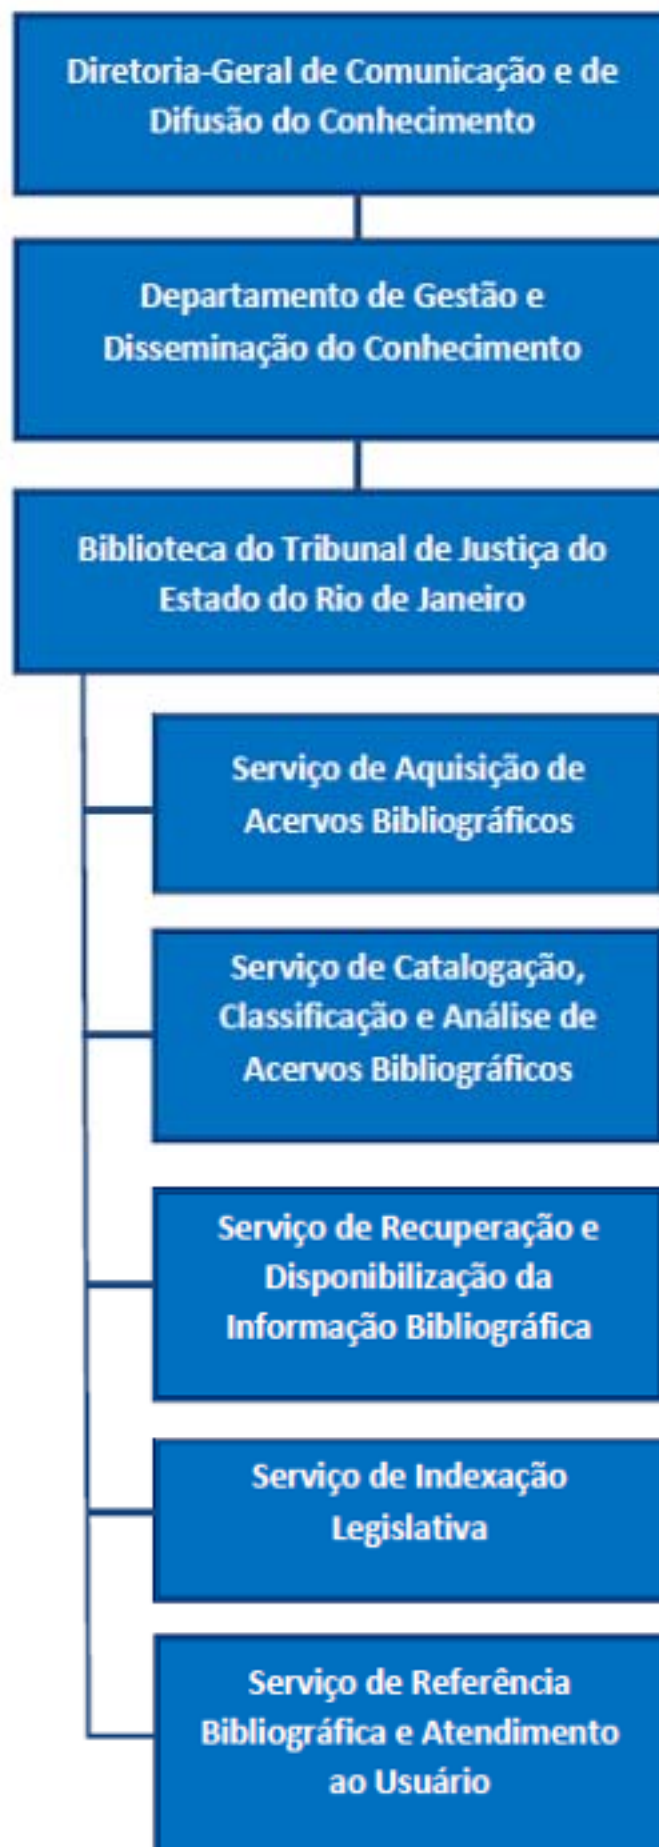 Diretoria-Geral de Comunicação e de
Difusão do Conhecimento
Departamento de Gestão e
Disseminação do Conhecimento
Biblioteca do Tribunal de Justiça do
Estado do Rio de Janeiro
Serviço de Aquisição de
Acervos Bibliográficos
Serviço de Catalogação,
Classificação e Análise de
Acervos Bibliográficos
Serviço de Recuperação e
Disponibilização da
Informação Bibliográfica
Serviço de Indexação
Legislativa
Serviço de Referência
Bibliográfica e Atendimento
ao Usuário